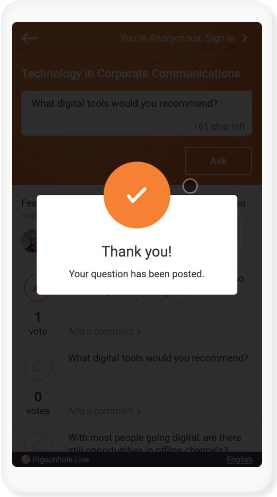 You're Anonymous. Sign In
Technology in Corporate Communications
What digital tools would you recommend?
161 char left
Ask
Thank you!
Your question has been posted.
1
vote
Add a comment
What digital tools would you recommend?
0
votes
Add a comment
With most people going digital, are there
still opportunities in offline channels?
Pigeonhole Live
English